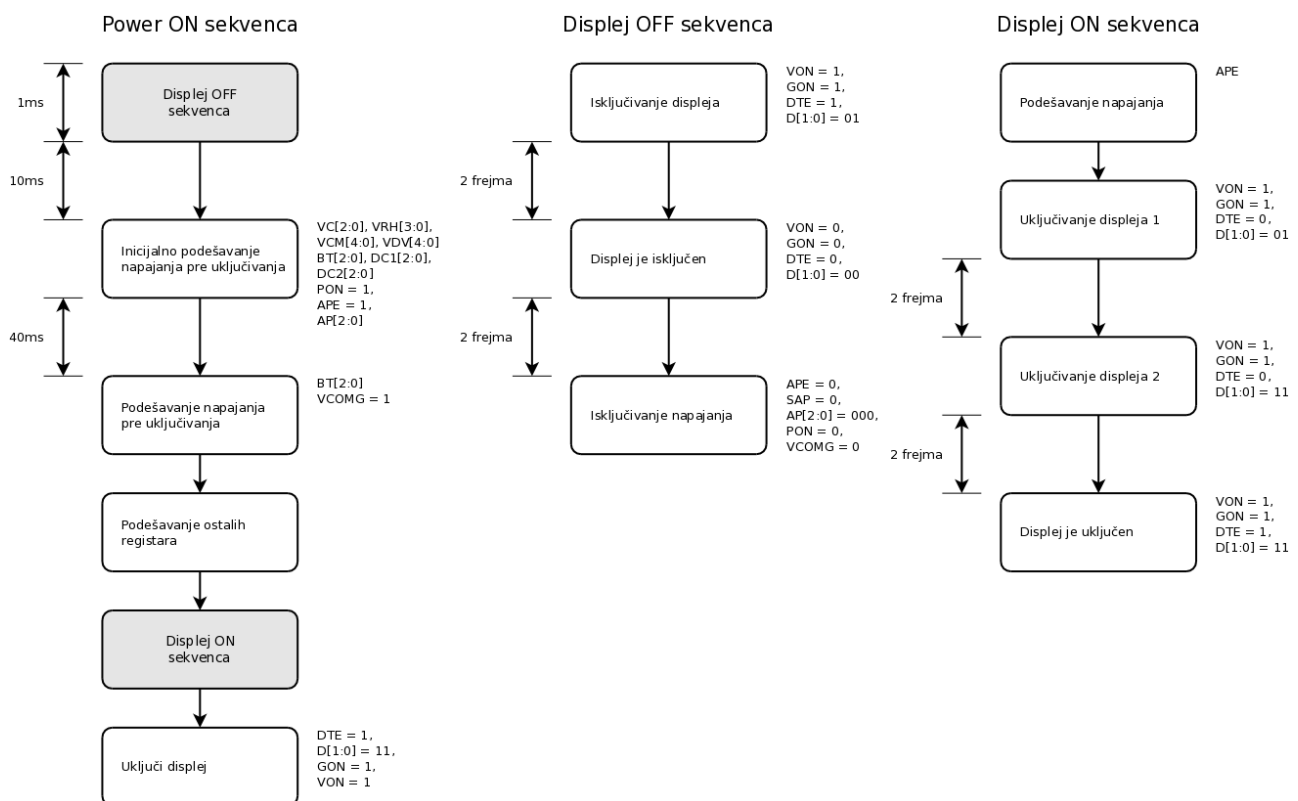 Power ON sekvenca
1ms
Displej OFF
sekvenca
10ms
Inicijalno podešavanje
napajanja pre uključivanja
VC[2:0], VRH[3:0],
VCM[4:0], VDV[4:0]
BT[2:0], DC1[2:0],
DC2[2:0]
PON = 1,
APE = 1,
AP[2:0]
40ms
Podešavanje napajanja
pre uključivanja
BT[2:0]
VCOMG = 1
Podešavanje ostalih
registara
Displej ON
sekvenca
Uključi displej
DTE = 1,
D[1:0] = 11,
GON = 1,
VON = 1
Displej OFF sekvenca
Isključivanje displeja
VON = 1,
GON = 1,
DTE = 1,
D[1:0] = 01
2 frejma
Displej je isključen
VON = 0,
GON = 0,
DTE = 0,
D[1:0] = 00
2 frejma
Isključivanje napajanja
APE = 0,
SAP = 0,
AP[2:0] = 000,
PON = 0,
VCOMG = 0
Displej ON sekvenca
Podešavanje napajanja
APE
Uključivanje displeja 1
VON = 1,
GON = 1,
DTE = 0,
D[1:0] = 01
2 frejma
Uključivanje displeja 2
VON = 1,
GON = 1,
DTE = 0,
D[1:0] = 11
2 frejma
Displej je uključen
VON = 1,
GON = 1,
DTE = 1,
D[1:0] = 11